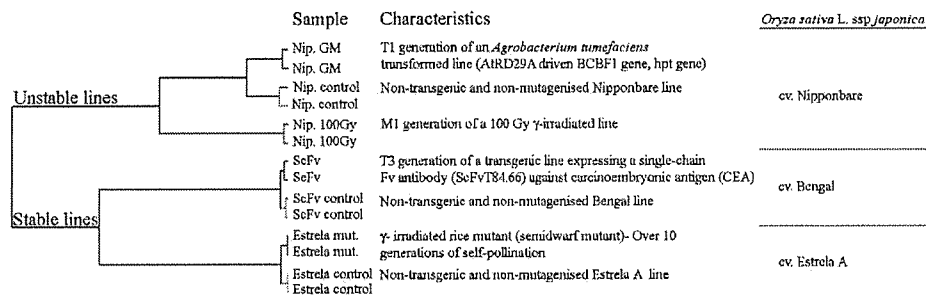 Sample Characteristics Oryza sativa L. ssp japonica
Nip. GM T1 generation of an Agrobacterium tumefaciens
Nip. GM transformed line (AtRD29A driven BCBF1 gene, hpt gene)
Nip. control Non-transgenic and non-mutagenised Nipponbare line
Nip. control
Unstable lines
cv. Nipponbare
Nip. 100Gy M1 generation of a 100 Gy γ-irradiated line
Nip. 100Gy
ScFv T3 generation of a transgenic line expressing a single-chain
ScFv Fv antibody (ScFvT84.66) against carcinoembryonic antigen (CEA)
cv. Bengal
ScFv control Non-transgenic and non-mutagenised Bengal line
ScFv control
Stable lines
Estrela mut. γ- irradiated rice mutant (semidwarf mutant)- Over 10
Estrela mut. generations of self-pollination
cv. Estrela A
Estrela control Non-transgenic and non-mutagenised Estrela A line
Estrela control